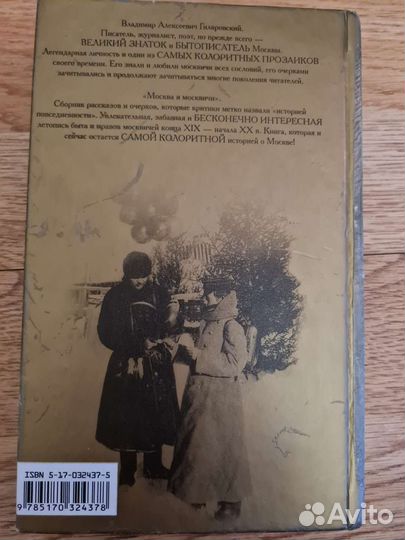 Владимир Алексеевич Гиляровский.
Писатель, журналист, поэт, но прежде всего —
ВЕЛИКИЙ ЗНАТОК и БЫТОПИСАТЕЛЬ Москвы.
Легендарная личность и один из САМЫХ КОЛОРИТНЫХ ПРОЗАИКОВ
своего времени. Его знали и любили москвичи всех сословий, его очерками
зачитывались и продолжают зачитываться многие поколения читателей.
«Москва и москвичи».
Сборник рассказов и очерков, которые критики метко назвали «историей
повседневности». Увлекательная, забавная и БЕСКОНЕЧНО ИНТЕРЕСНАЯ
летопись быта и нравов москвичей конца XIX — начала XX в. Книга, которая и
сейчас остается САМОЙ КОЛОРИТНОЙ историей о Москве!
ISBN 5-17-032437-5
9 785170 324378
Avito